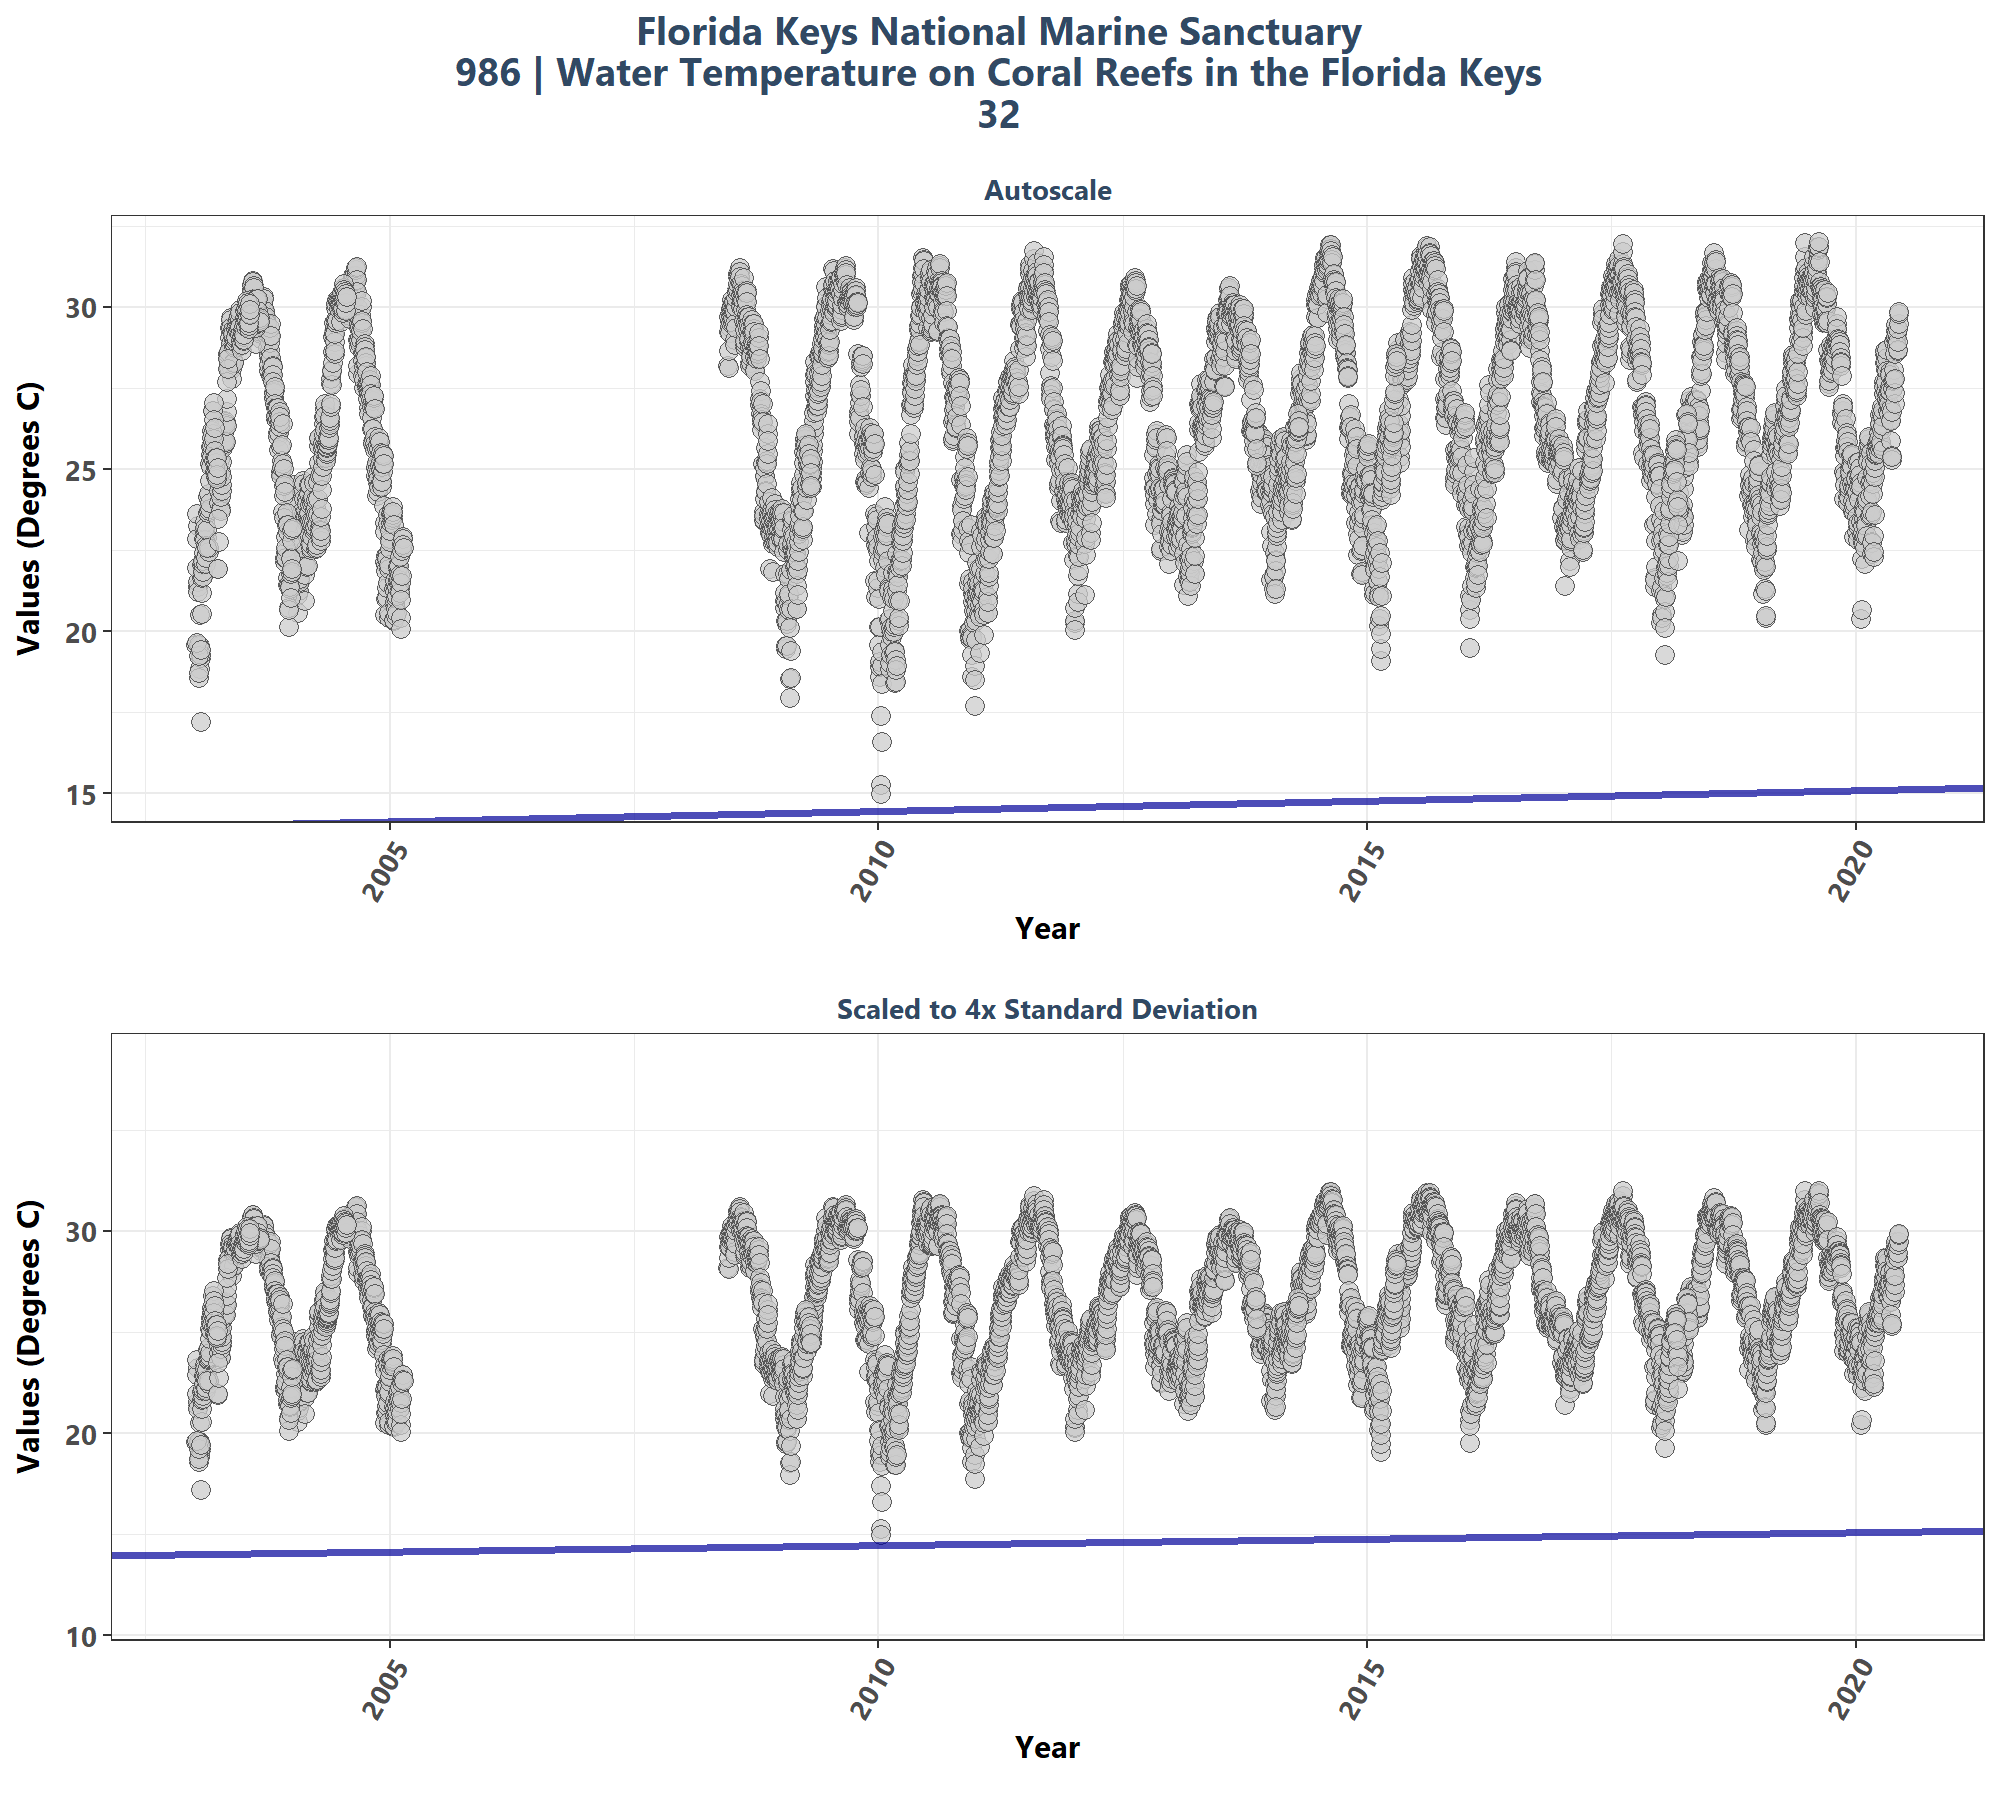 Florida Keys National Marine Sanctuary
986 | Water Temperature on Coral Reefs in the Florida Keys
32
Autoscale
Values (Degrees C)
30
25
20
15
2005
2010
2015
2020
Year
Scaled to 4x Standard Deviation
Values (Degrees C)
30
20
10
2005
2010
2015
2020
Year